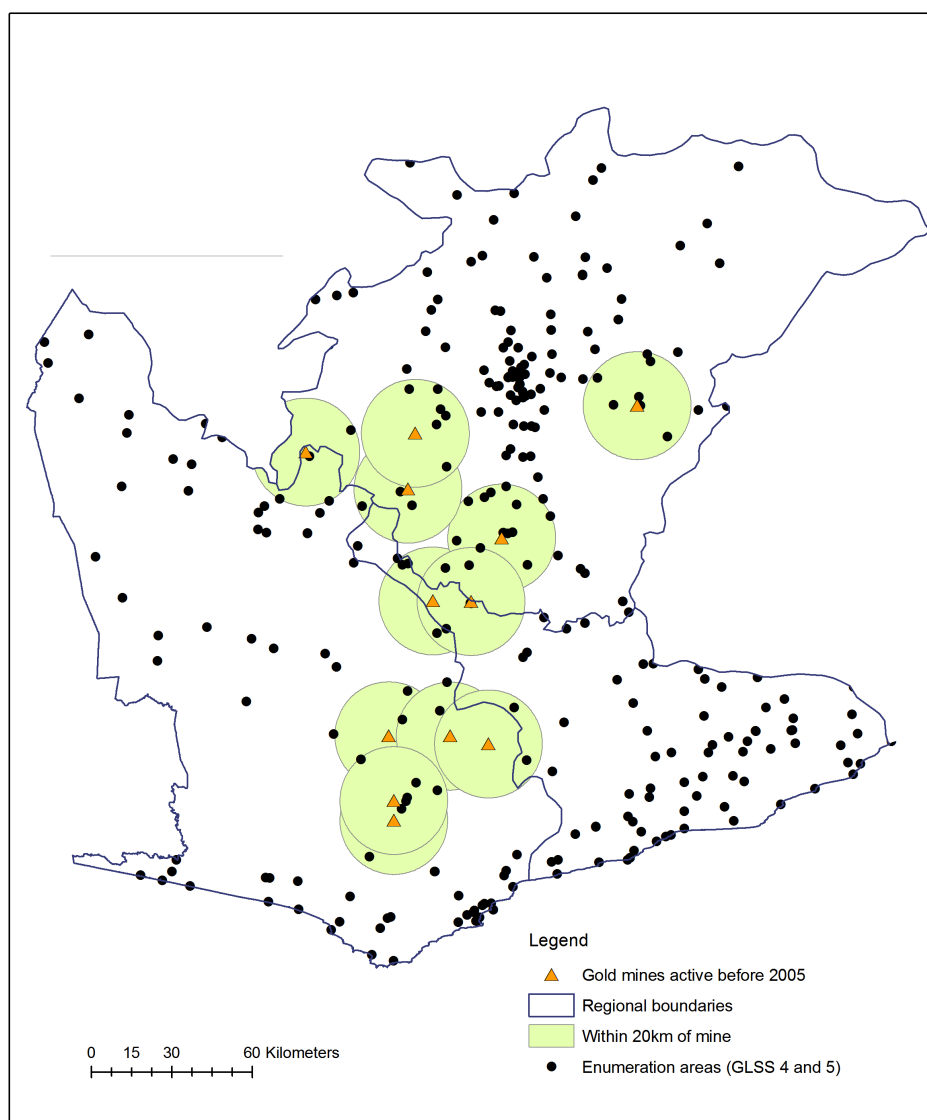 Legend
Gold mines active before 2005
Regional boundaries
Within 20km of mine
Enumeration areas (GLSS 4 and 5)
0 15 30 60 Kilometers